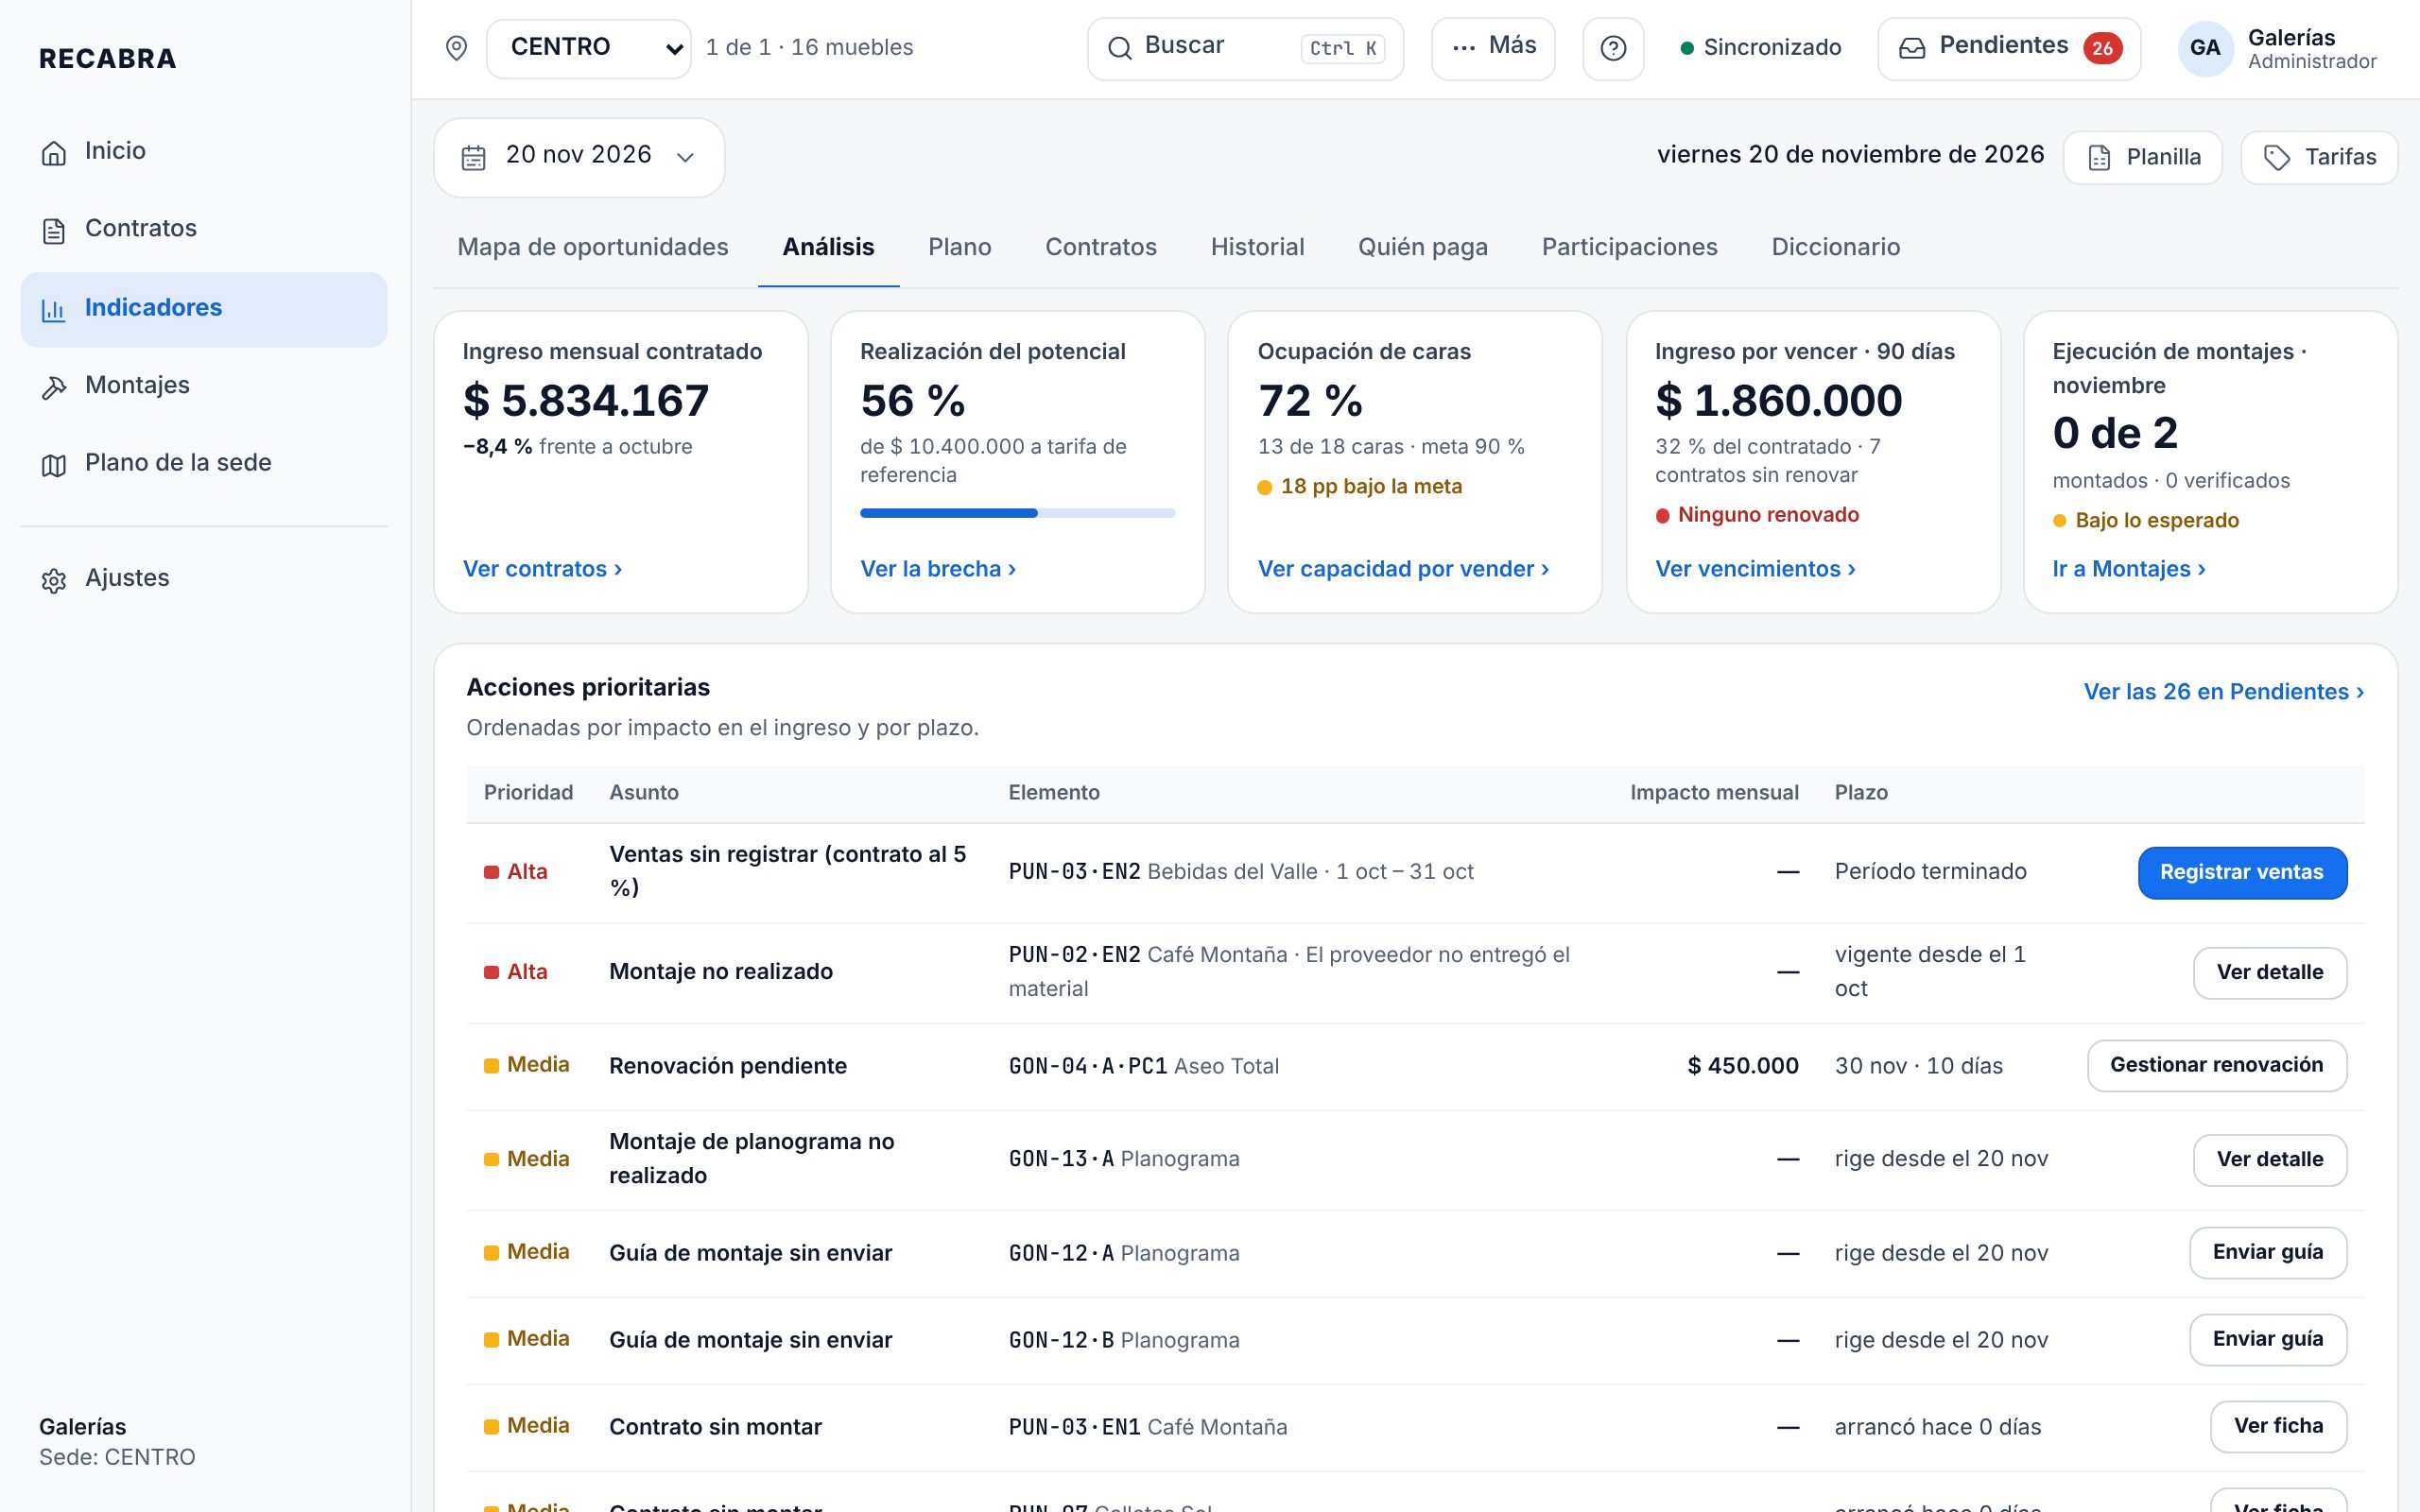 RECABRA
Inicio
Contratos
Indicadores
Montajes
Plano de la sede
Ajustes
Galerías
Sede: CENTRO
CENTRO
1 de 1 · 16 muebles
Buscar
Ctrl K
Más
Sincronizado
Pendientes
26
GA
Galerías
Administrador
20 nov 2026
viernes 20 de noviembre de 2026
Planilla
Tarifas
Mapa de oportunidades
Análisis
Plano
Contratos
Historial
Quién paga
Participaciones
Diccionario
Ingreso mensual contratado
$ 5.834.167
−8,4 % frente a octubre
Ver contratos ›
Realización del potencial
56 %
de $ 10.400.000 a tarifa de
referencia
Ver la brecha ›
Ocupación de caras
72 %
13 de 18 caras · meta 90 %
18 pp bajo la meta
Ver capacidad por vender ›
Ingreso por vencer · 90 días
$ 1.860.000
32 % del contratado · 7
contratos sin renovar
Ninguno renovado
Ver vencimientos ›
Ejecución de montajes ·
noviembre
0 de 2
montados · 0 verificados
Bajo lo esperado
Ir a Montajes ›
Acciones prioritarias
Ver las 26 en Pendientes ›
Ordenadas por impacto en el ingreso y por plazo.
Prioridad Asunto Elemento Impacto mensual Plazo
Alta
Ventas sin registrar (contrato al 5
%)
PUN-03·EN2 Bebidas del Valle · 1 oct – 31 oct
—
Período terminado
Registrar ventas
Alta
Montaje no realizado
PUN-02·EN2 Café Montaña · El proveedor no entregó el
material
—
vigente desde el 1
oct
Ver detalle
Media
Renovación pendiente
GON-04·A·PC1 Aseo Total
$ 450.000
30 nov · 10 días
Gestionar renovación
Media
Montaje de planograma no
realizado
GON-13·A Planograma
—
rige desde el 20 nov
Ver detalle
Media
Guía de montaje sin enviar
GON-12·A Planograma
—
rige desde el 20 nov
Enviar guía
Media
Guía de montaje sin enviar
GON-12·B Planograma
—
rige desde el 20 nov
Enviar guía
Media
Contrato sin montar
PUN-03·EN1 Café Montaña
—
arrancó hace 0 días
Ver ficha
Media
Contrato sin montar